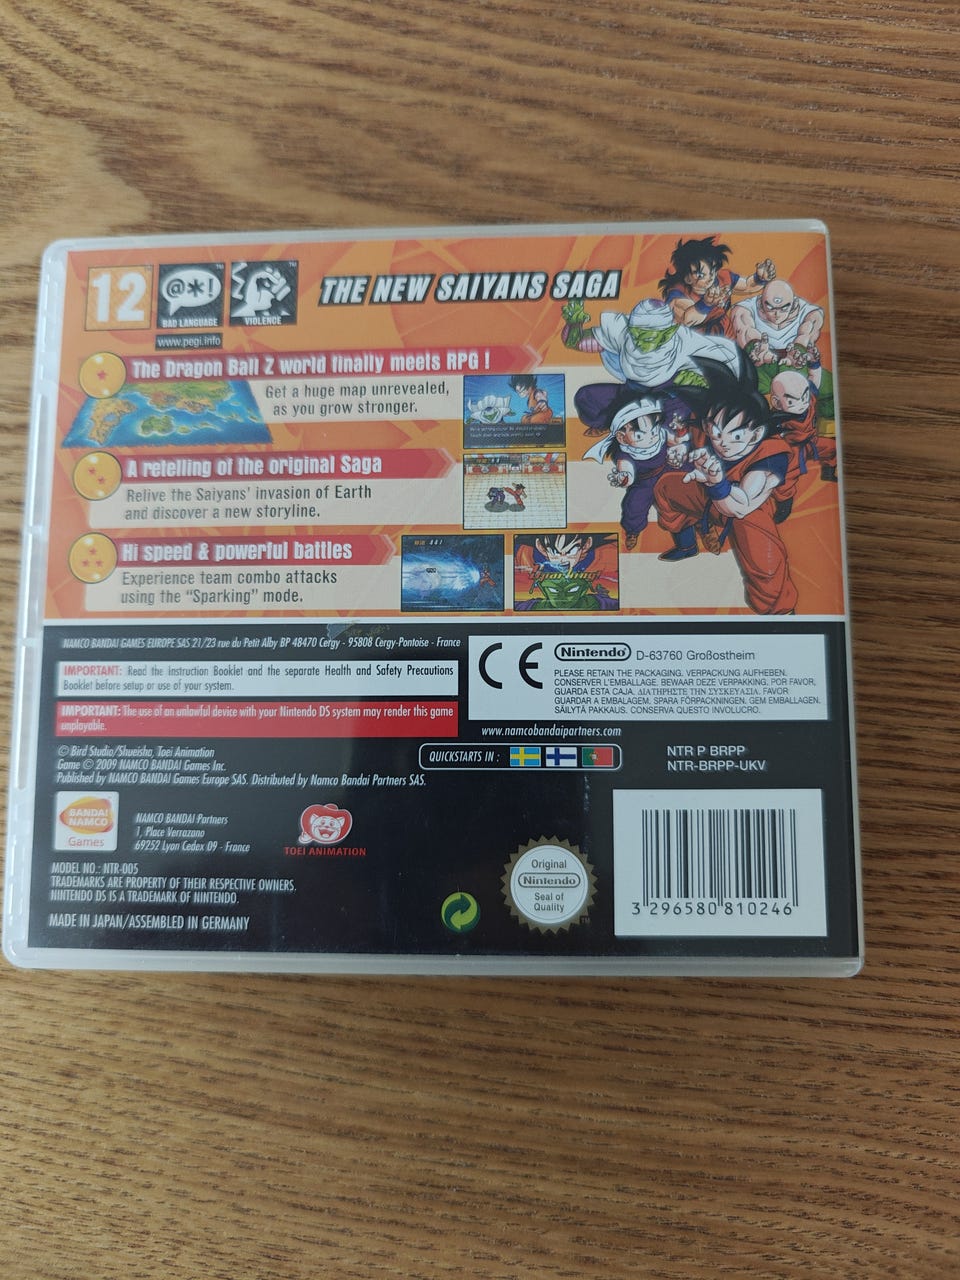 12
@*!
BAD LANGUAGE
VIOLENCE
www.pegi.info
THE NEW SAIYANS SAGA
The Dragon Ball Z world finally meets RPG !
Get a huge map unrevealed,
as you grow stronger.
A retelling of the original Saga
Relive the Saiyans' invasion of Earth
and discover a new storyline.
Hi speed & powerful battles
Experience team combo attacks
using the "Sparking" mode.
NAMCO BANDAI GAMES EUROPE SAS 21/23 rue du Petit Alby BP 48470 Cergy - 95808 Cergy-Pontoise - France
IMPORTANT: Read the Instruction Booklet and the separate Health and Safety Precautions
Booklet before setup or use of your system.
IMPORTANT: The use of an unlawful device with your Nintendo DS system may render this game
unplayable.
CE
Nintendo® D-63760 Großostheim
PLEASE RETAIN THE PACKAGING. VERPACKUNG AUFHEBEN.
CONSERVER L'EMBALLAGE. BEWAAR DEZE VERPAKKING. POR FAVOR,
GUARDA ESTA CAJA. ΔΙΑΤΗΡΗΣΤΕ ΤΗΝ ΣΥΣΚΕΥΑΣΙΑ. FAVOR
GUARDAR A EMBALAGEM. SPARA FÖRPACKNINGEN. GEM EMBALLAGEN.
SÄILYTÄ PAKKAUS. CONSERVA QUESTO INVOLUCRO.
www.namcobandaipartners.com
© Bird Studio/Shueisha, Toei Animation
Game © 2009 NAMCO BANDAI Games Inc.
Published by NAMCO BANDAI Games Europe SAS. Distributed by Namco Bandai Partners SAS.
QUICKSTARTS IN :
NTR P BRPP
NTR-BRPP-UKV
BANDAI
NAMCO
Games
NAMCO BANDAI Partners
1, Place Verrazano
69252 Lyon Cedex 09 - France
TOEI ANIMATION
MODEL NO.: NTR-005
TRADEMARKS ARE PROPERTY OF THEIR RESPECTIVE OWNERS.
NINTENDO DS IS A TRADEMARK OF NINTENDO.
MADE IN JAPAN/ASSEMBLED IN GERMANY
Original
Nintendo®
Seal of
Quality
TM
3 296580 810246